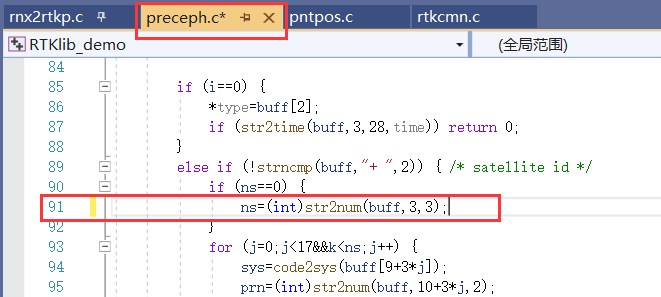 rnx2rtkp.c preceph.c* pntpos.c rtkcmn.c
RTKlib_demo (全局范围)
84
85 if (i==0) {
86 *type=buff[2];
87 if (str2time(buff,3,28,time)) return 0;
88 }
89 else if (!strncmp(buff,"+ ",2)) { /* satellite id */
90 if (ns==0) {
91 ns=(int)str2num(buff,3,3);
92 }
93 for (j=0;j<17&&k<ns;j++) {
94 sys=code2sys(buff[9+3*j]);
95 prn=(int)str2num(buff,10+3*j,2);